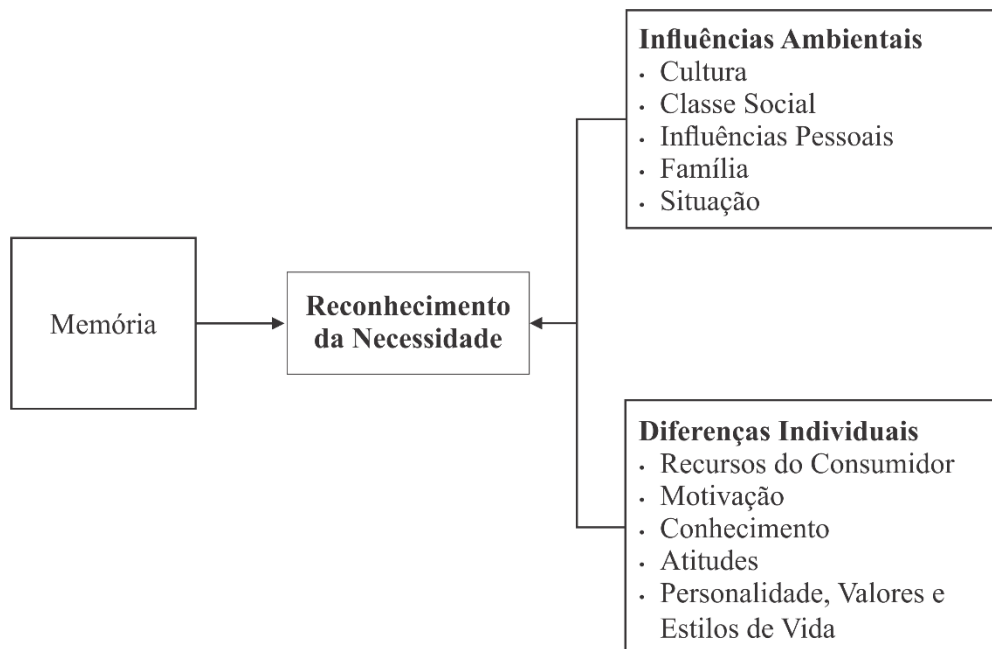 Memória
Reconhecimento
da Necessidade
Influências Ambientais
· Cultura
· Classe Social
· Influências Pessoais
· Família
· Situação
Diferenças Individuais
· Recursos do Consumidor
· Motivação
· Conhecimento
· Atitudes
· Personalidade, Valores e
Estilos de Vida